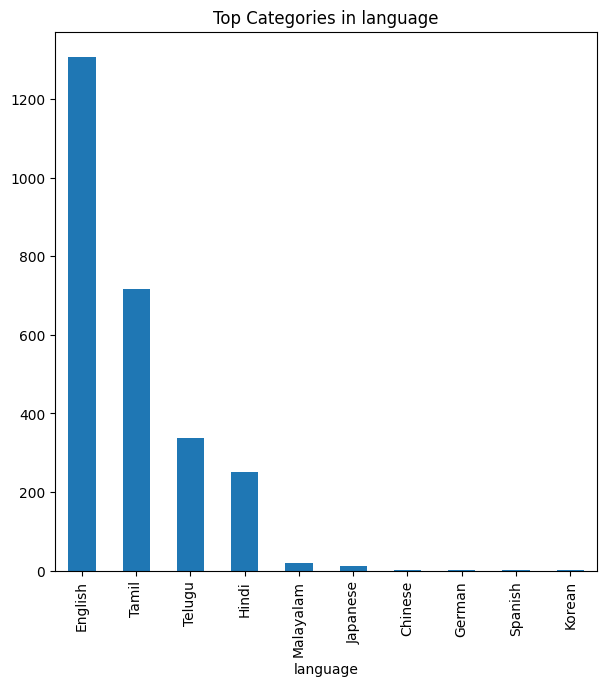 Top Categories in language
1200
1000
800
600
400
200
0
English
Tamil
Telugu
Hindi
Malayalam
Japanese
Chinese
German
Spanish
Korean
language